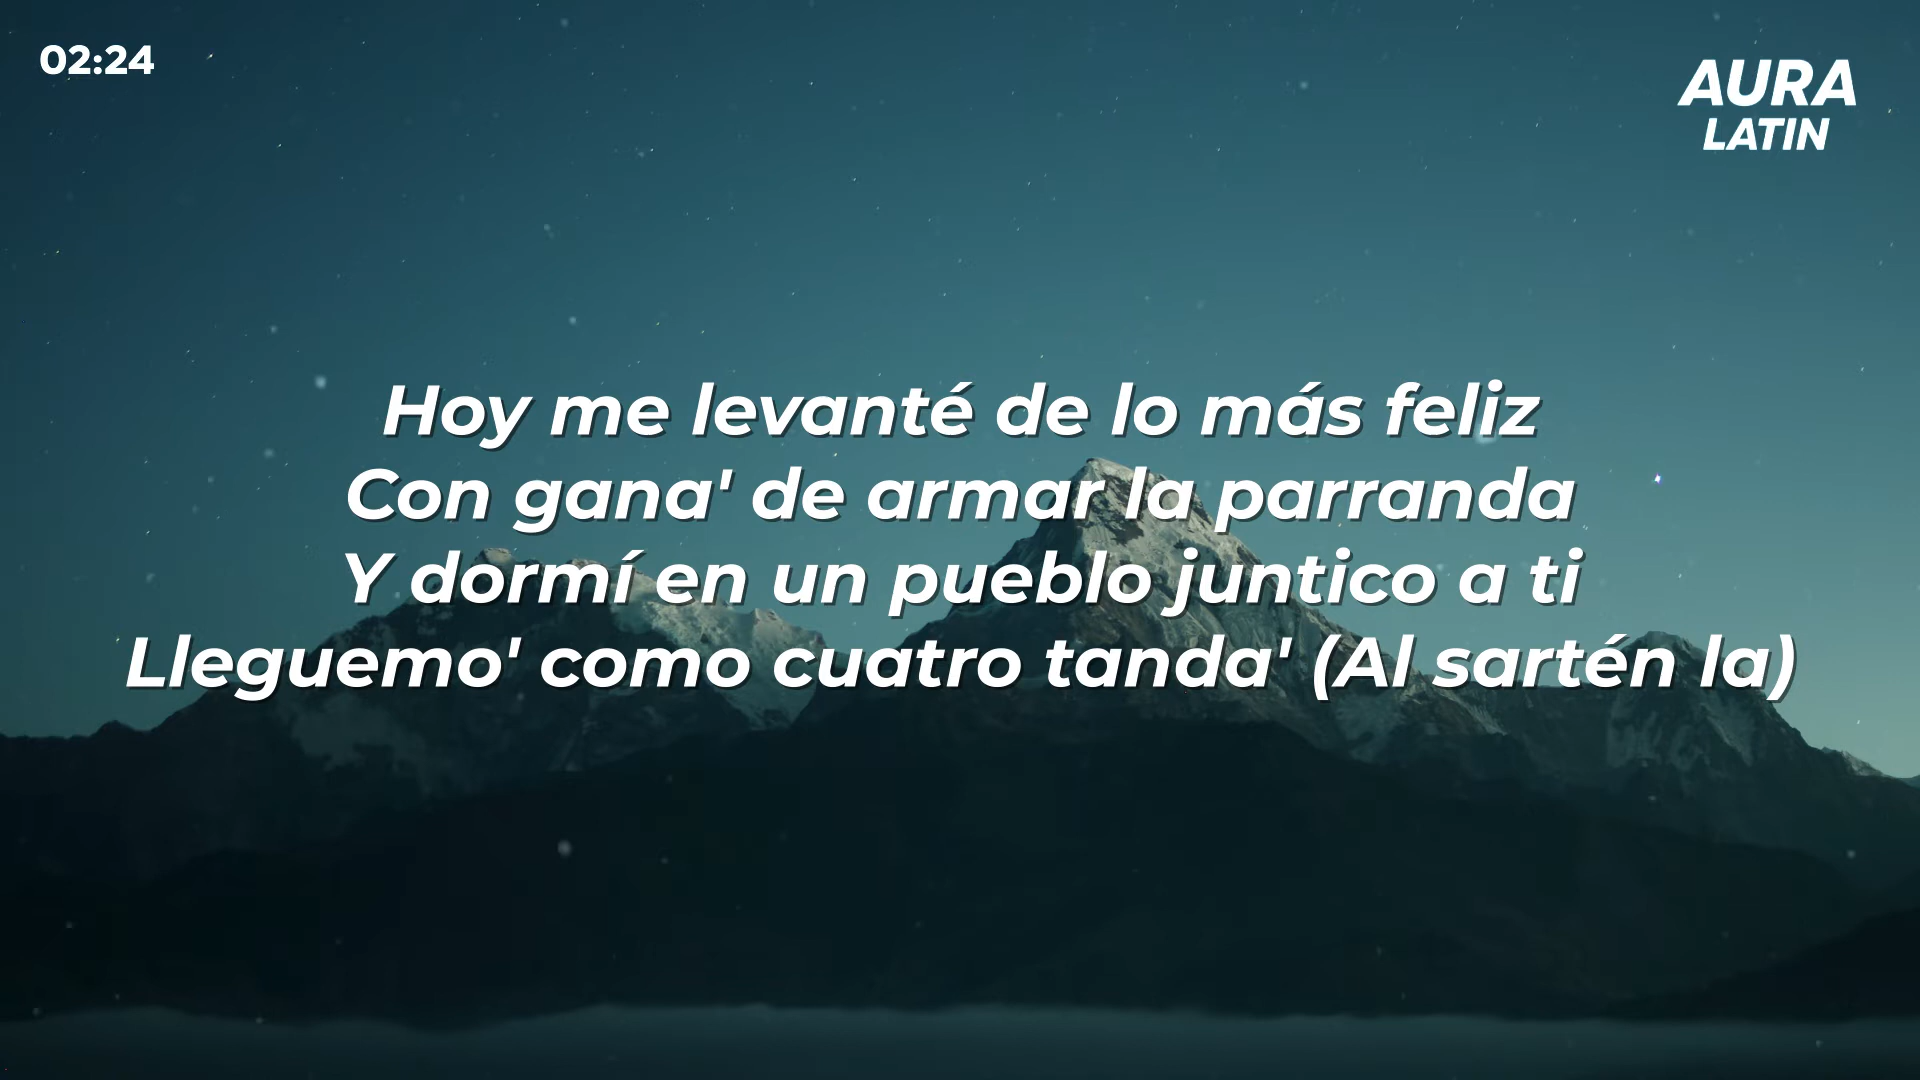 02:24
AURA
LATIN
Hoy me levanté de lo más feliz
Con gana' de armar la parranda
Y dormí en un pueblo juntico a ti
Lleguemo' como cuatro tanda' (Al sartén la)